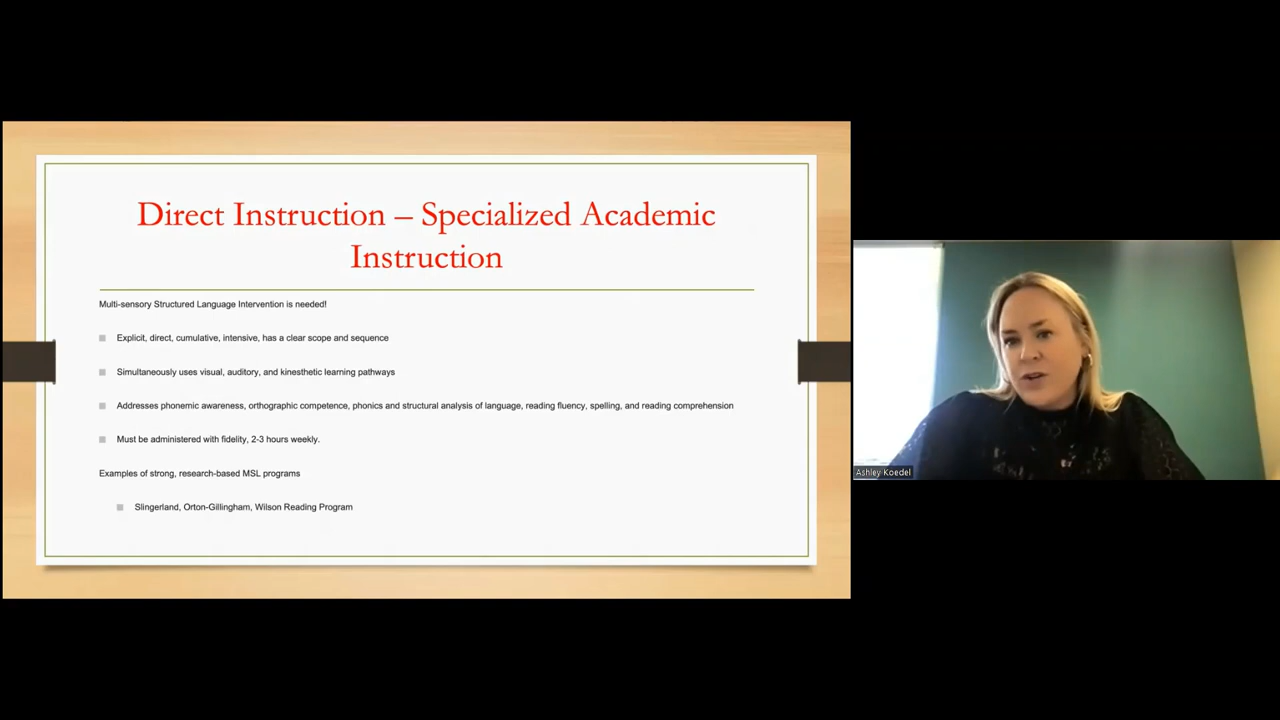 Direct Instruction – Specialized Academic
Instruction
Multi-sensory Structured Language Intervention is needed!
Explicit, direct, cumulative, intensive, has a clear scope and sequence
Simultaneously uses visual, auditory, and kinesthetic learning pathways
Addresses phonemic awareness, orthographic competence, phonics and structural analysis of language, reading fluency, spelling, and reading comprehension
Must be administered with fidelity, 2-3 hours weekly.
Examples of strong, research-based MSL programs
Slingerland, Orton-Gillingham, Wilson Reading Program
Ashley Koedel